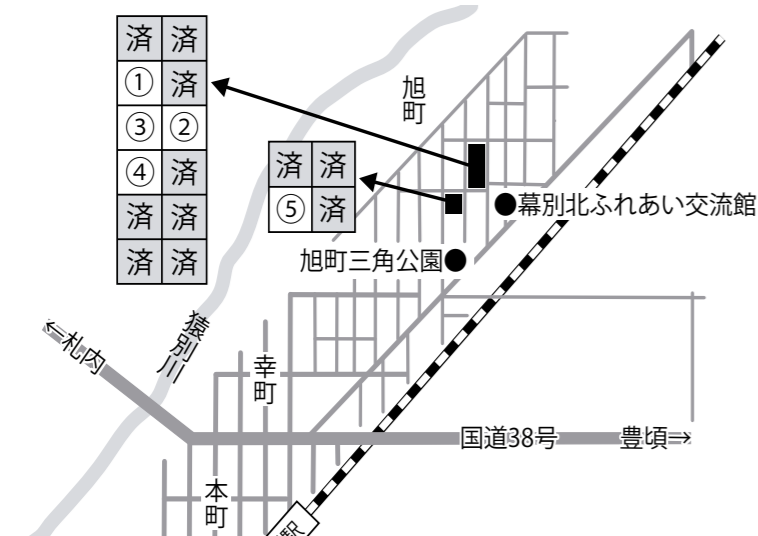 済 済
① 済
③ ②
④ 済
済 済
済 済
済 済
⑤ 済
旭町
●幕別北ふれあい交流館
旭町三角公園●
猿別川
⇐札内
幸町
国道38号
豊頃⇒
本町
駅